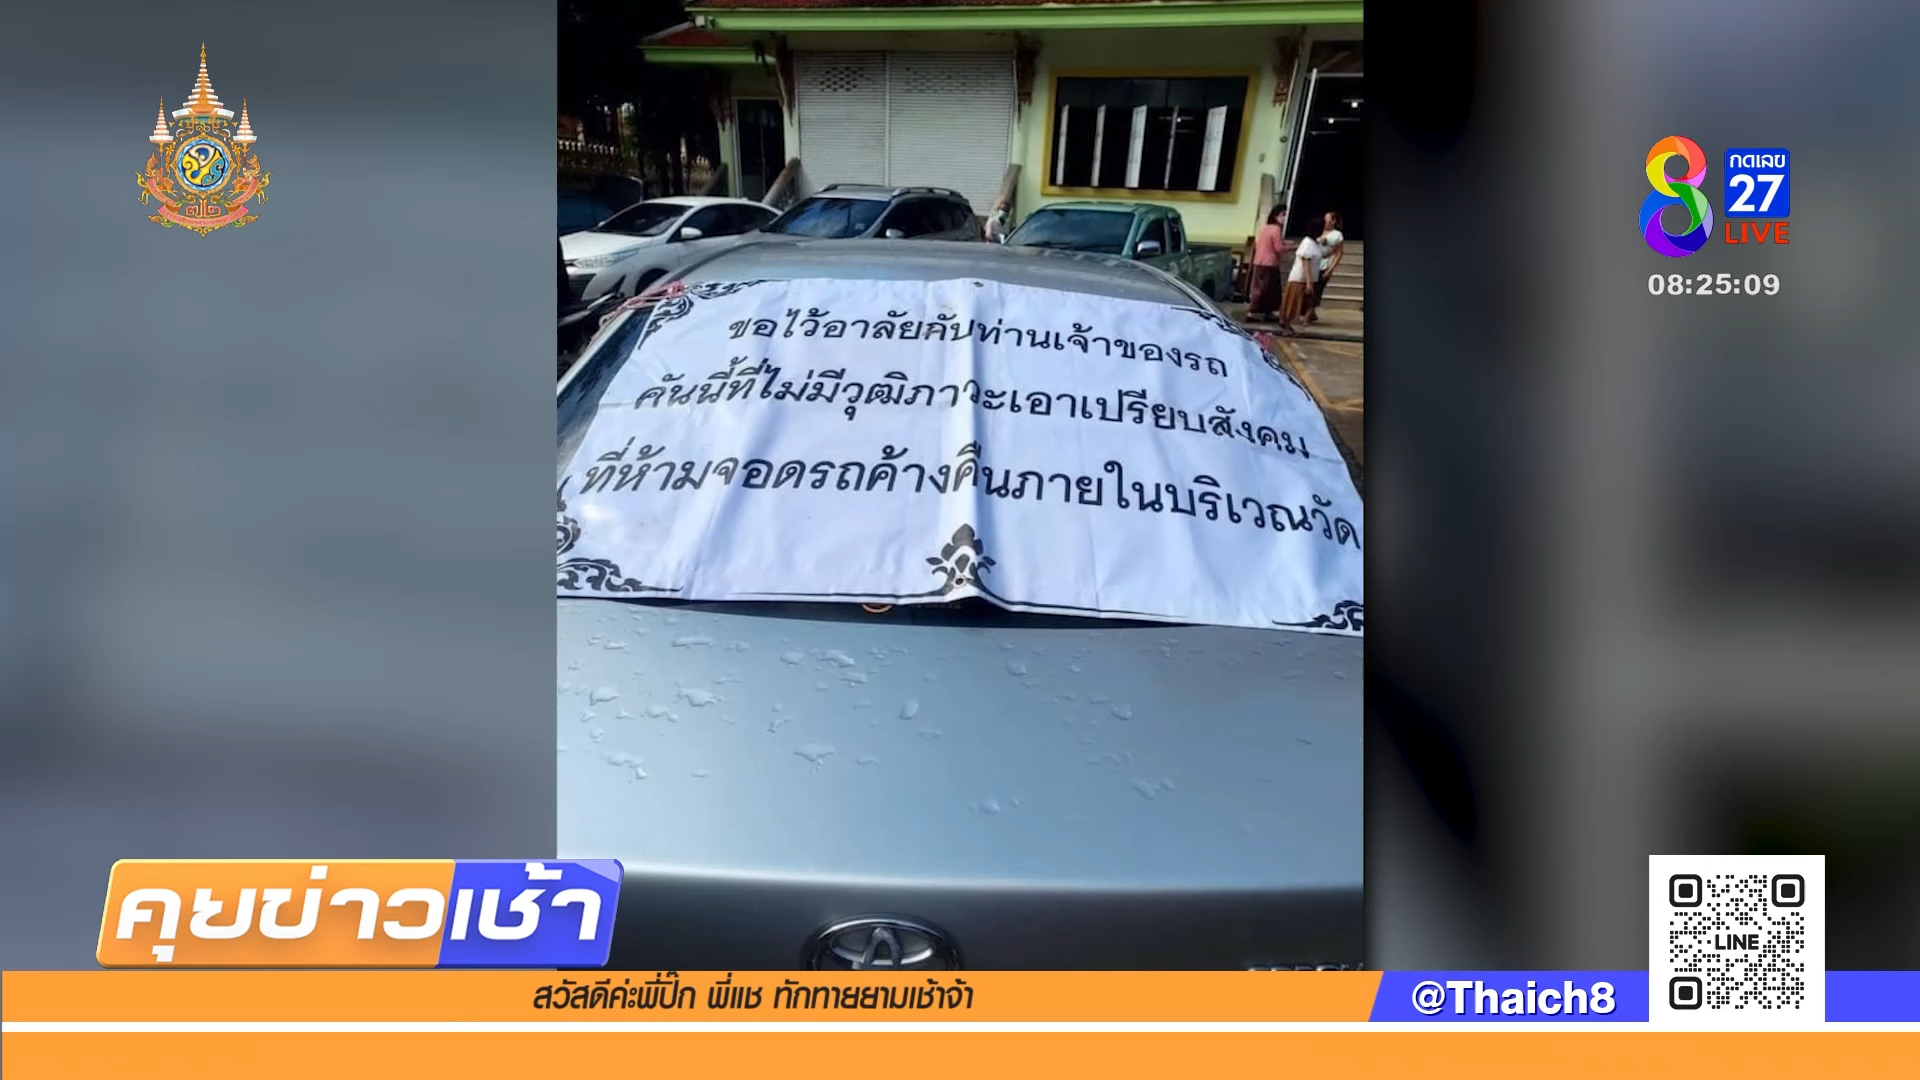 กดเลข
27
LIVE
08:25:09
ขอไว้อาลัยกับท่านเจ้าของรถ
คันนี้ที่ไม่มีวุฒิภาวะเอาเปรียบสังคม
ที่ห้ามจอดรถค้างคืนภายในบริเวณวัด
คุยข่าวเช้า
LINE
สวัสดีค่ะพี่ปิ๊ก พี่แช ทักทายยามเช้าจ้า
@Thaich8